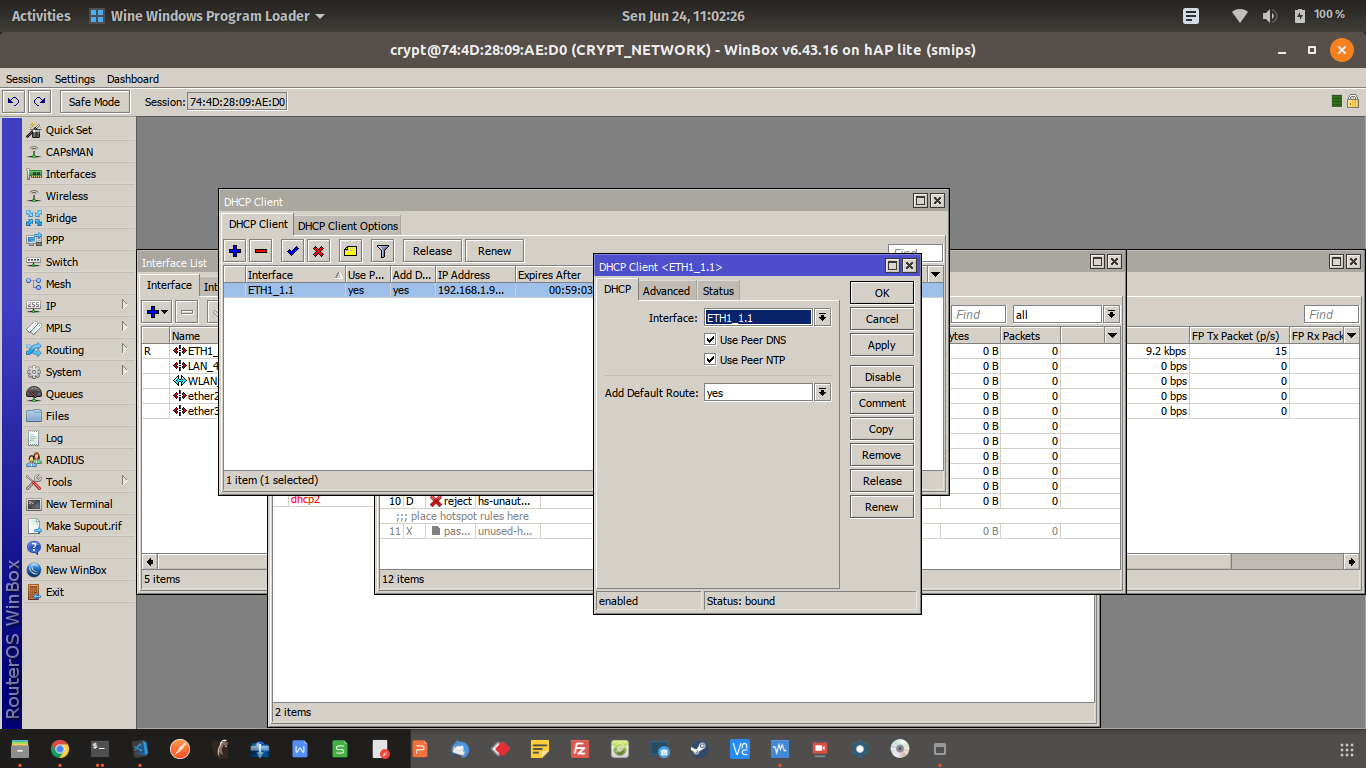 Activities Wine Windows Program Loader Sen Jun 24, 11:02:26 100 %
crypt@74:4D:28:09:AE:D0 (CRYPT_NETWORK) - WinBox v6.43.16 on hAP lite (smips)
Session Settings Dashboard
Safe Mode Session: 74:4D:28:09:AE:D0
RouterOS WinBox
Quick Set
CAPsMAN
Interfaces
Wireless
Bridge
PPP
Switch
Mesh
IP
MPLS
Routing
System
Queues
Files
Log
RADIUS
Tools
New Terminal
Make Supout.rif
Manual
New WinBox
Exit
Interface List
Interface Int
Name
R ETH1_
LAN_4
WLAN_
ether2
ether3
5 items
DHCP Client
DHCP Client DHCP Client Options
Release Renew Find
Interface Use P... Add D... IP Address Expires After
ETH1_1.1 yes yes 192.168.1.9... 00:59:03
1 item (1 selected)
dhcp2
2 items
10 D reject hs-unaut...
;;; place hotspot rules here
11 X pas... unused-h...
12 items
DHCP Client <ETH1_1.1>
DHCP Advanced Status
Interface: ETH1_1.1
Use Peer DNS
Use Peer NTP
Add Default Route: yes
OK
Cancel
Apply
Disable
Comment
Copy
Remove
Release
Renew
enabled Status: bound
Find all
ytes Packets
0 B 0
0 B 0
0 B 0
0 B 0
0 B 0
0 B 0
0 B 0
0 B 0
0 B 0
0 B 0
0 B 0
0 B 0
Find
FP Tx Packet (p/s) FP Rx Pack
9.2 kbps 15
0 bps 0
0 bps 0
0 bps 0
0 bps 0